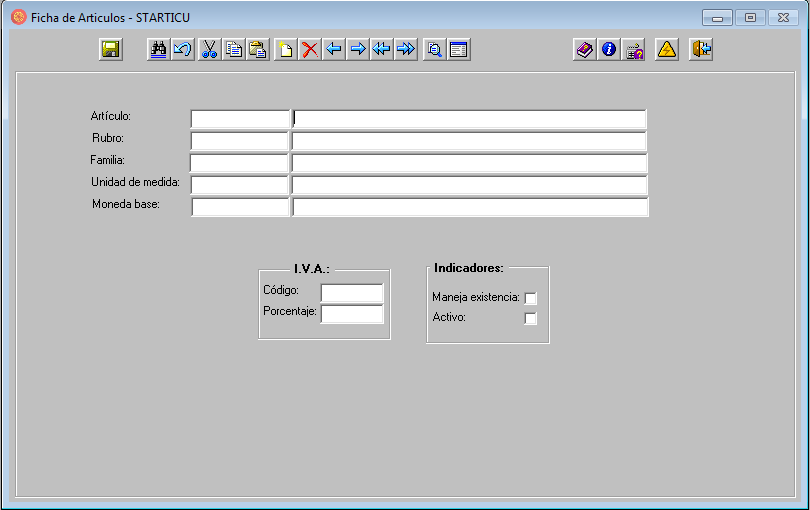 Ficha de Articulos - STARTICU
Artículo:
Rubro:
Familia:
Unidad de medida:
Moneda base:
I.V.A.:
Código:
Porcentaje:
Indicadores:
Maneja existencia:
Activo: